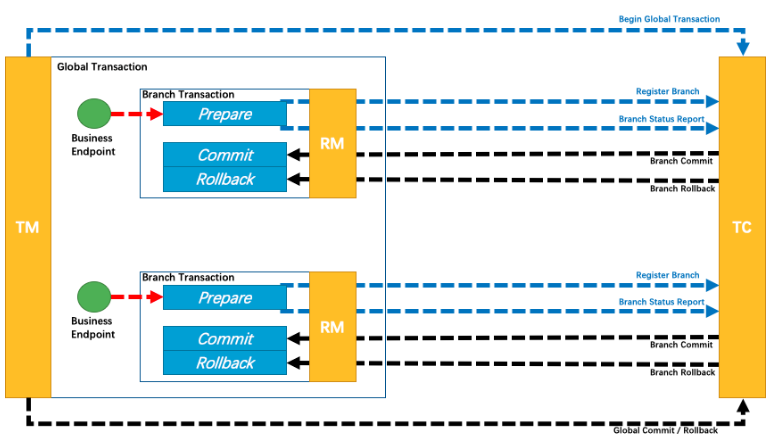 Begin Global Transaction
Global Transaction
Branch Transaction
Register Branch
Prepare
Branch Status Report
Business
Endpoint
RM
Commit
Branch Commit
Rollback
Branch Rollback
TM
TC
Branch Transaction
Register Branch
Prepare
Branch Status Report
Business
Endpoint
RM
Commit
Branch Commit
Rollback
Branch Rollback
Global Commit / Rollback